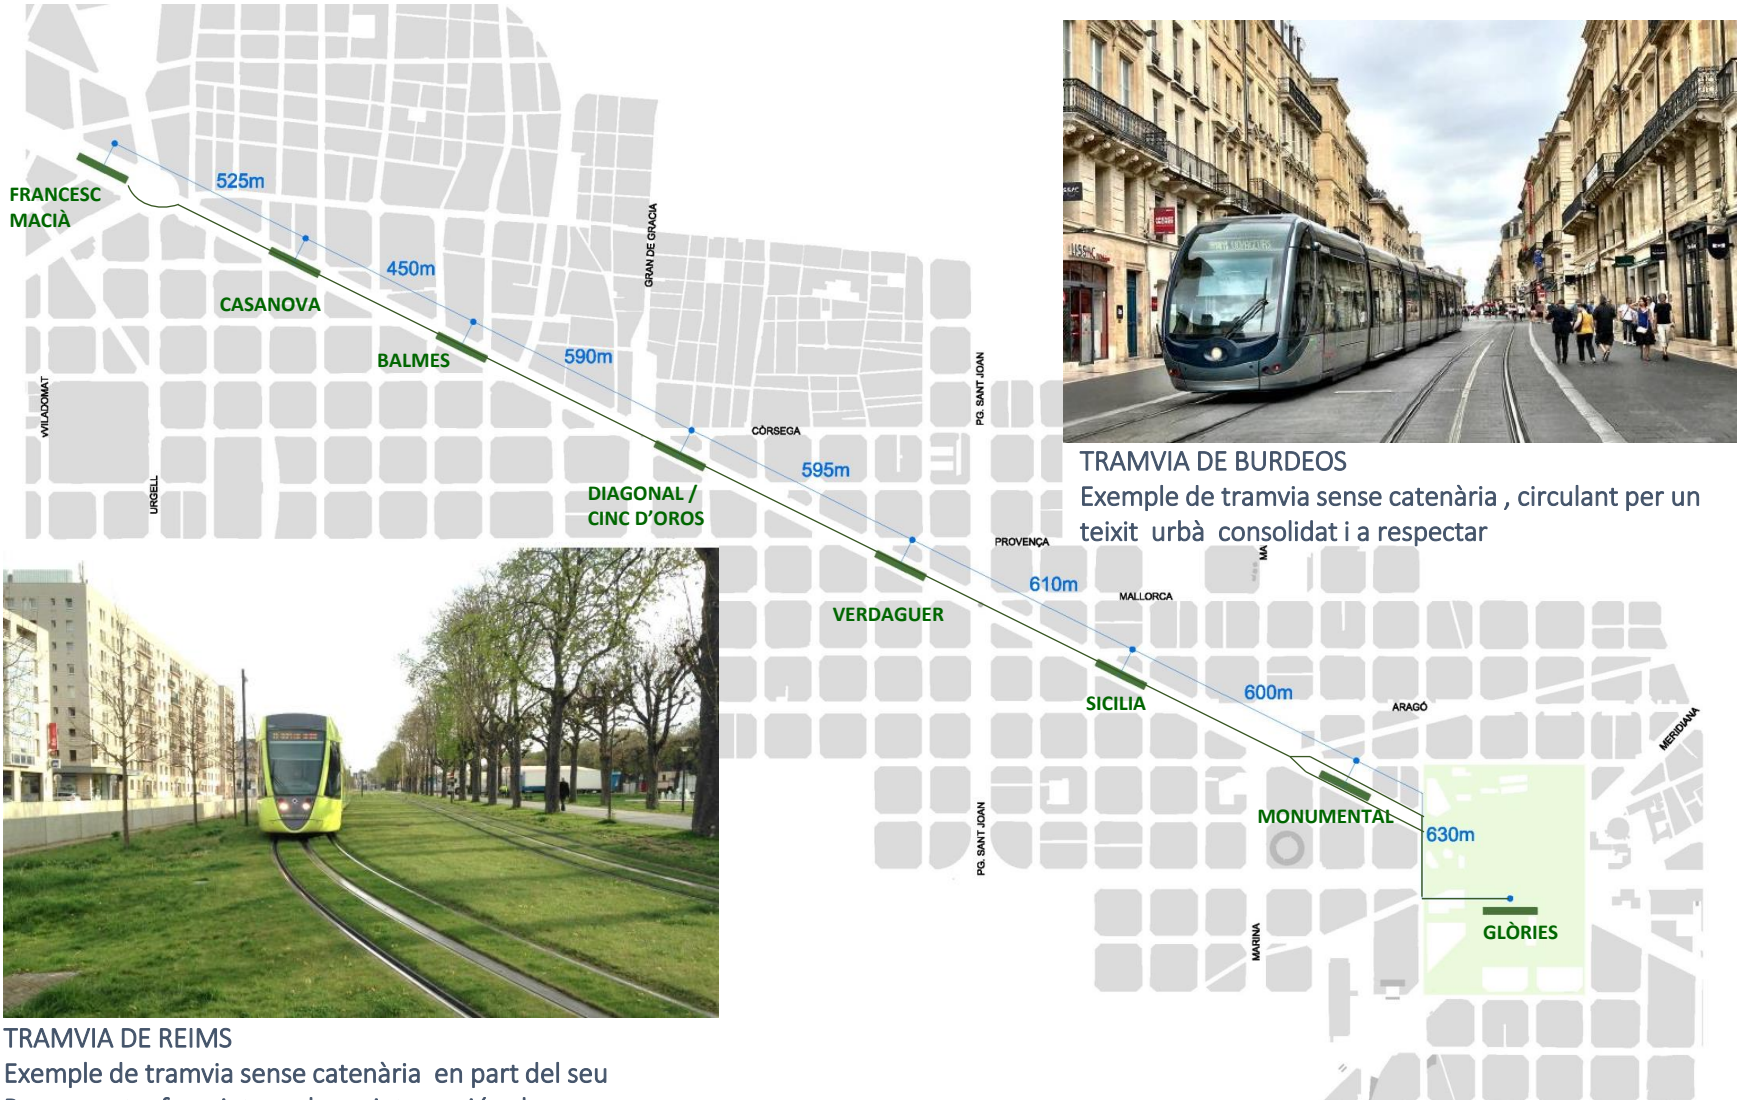 525m
FRANCESC
MACIÀ
GRAN DE GRACIA
450m
CASANOVA
BALMES
590m
VILADOMAT
PG. SANT JOAN
CÒRSEGA
595m
URGELL
DIAGONAL /
CINC D'OROS
TRAMVIA DE BURDEOS
Exemple de tramvia sense catenària , circulant per un
teixit urbà consolidat i a respectar
PROVENÇA
MA
610m
MALLORCA
VERDAGUER
SICILIA
600m
ARAGÓ
MERIDIANA
MONUMENTAL
630m
PG. SANT JOAN
MARINA
GLÒRIES
TRAMVIA DE REIMS
Exemple de tramvia sense catenària en part del seu